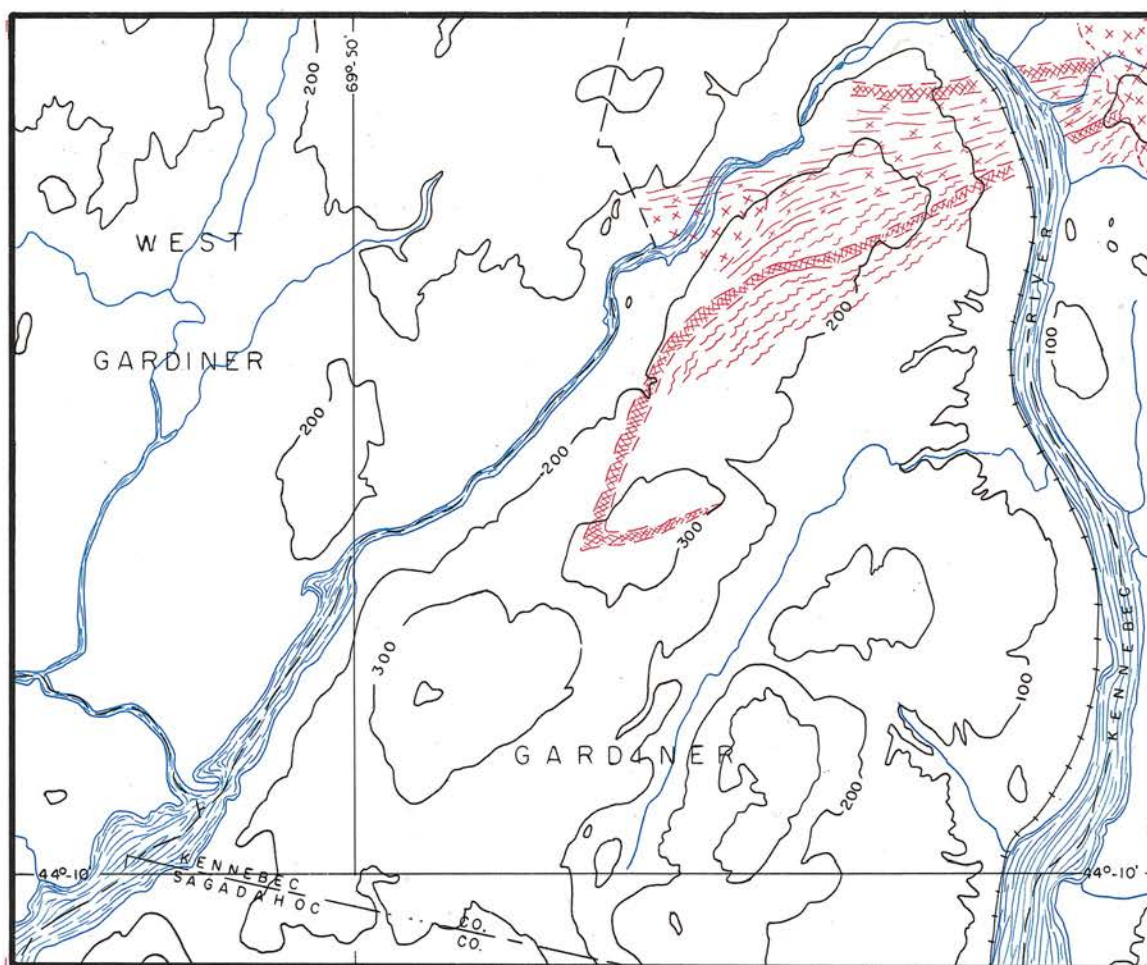 200
69°-50'
WEST
GARDINER
RIVER
100
200
200
200
300
300
KENNEBEC
100
GARDINER
200
44°-10'
KENNEBEC
SAGADAHOC
CO.
CO.
44°-10'